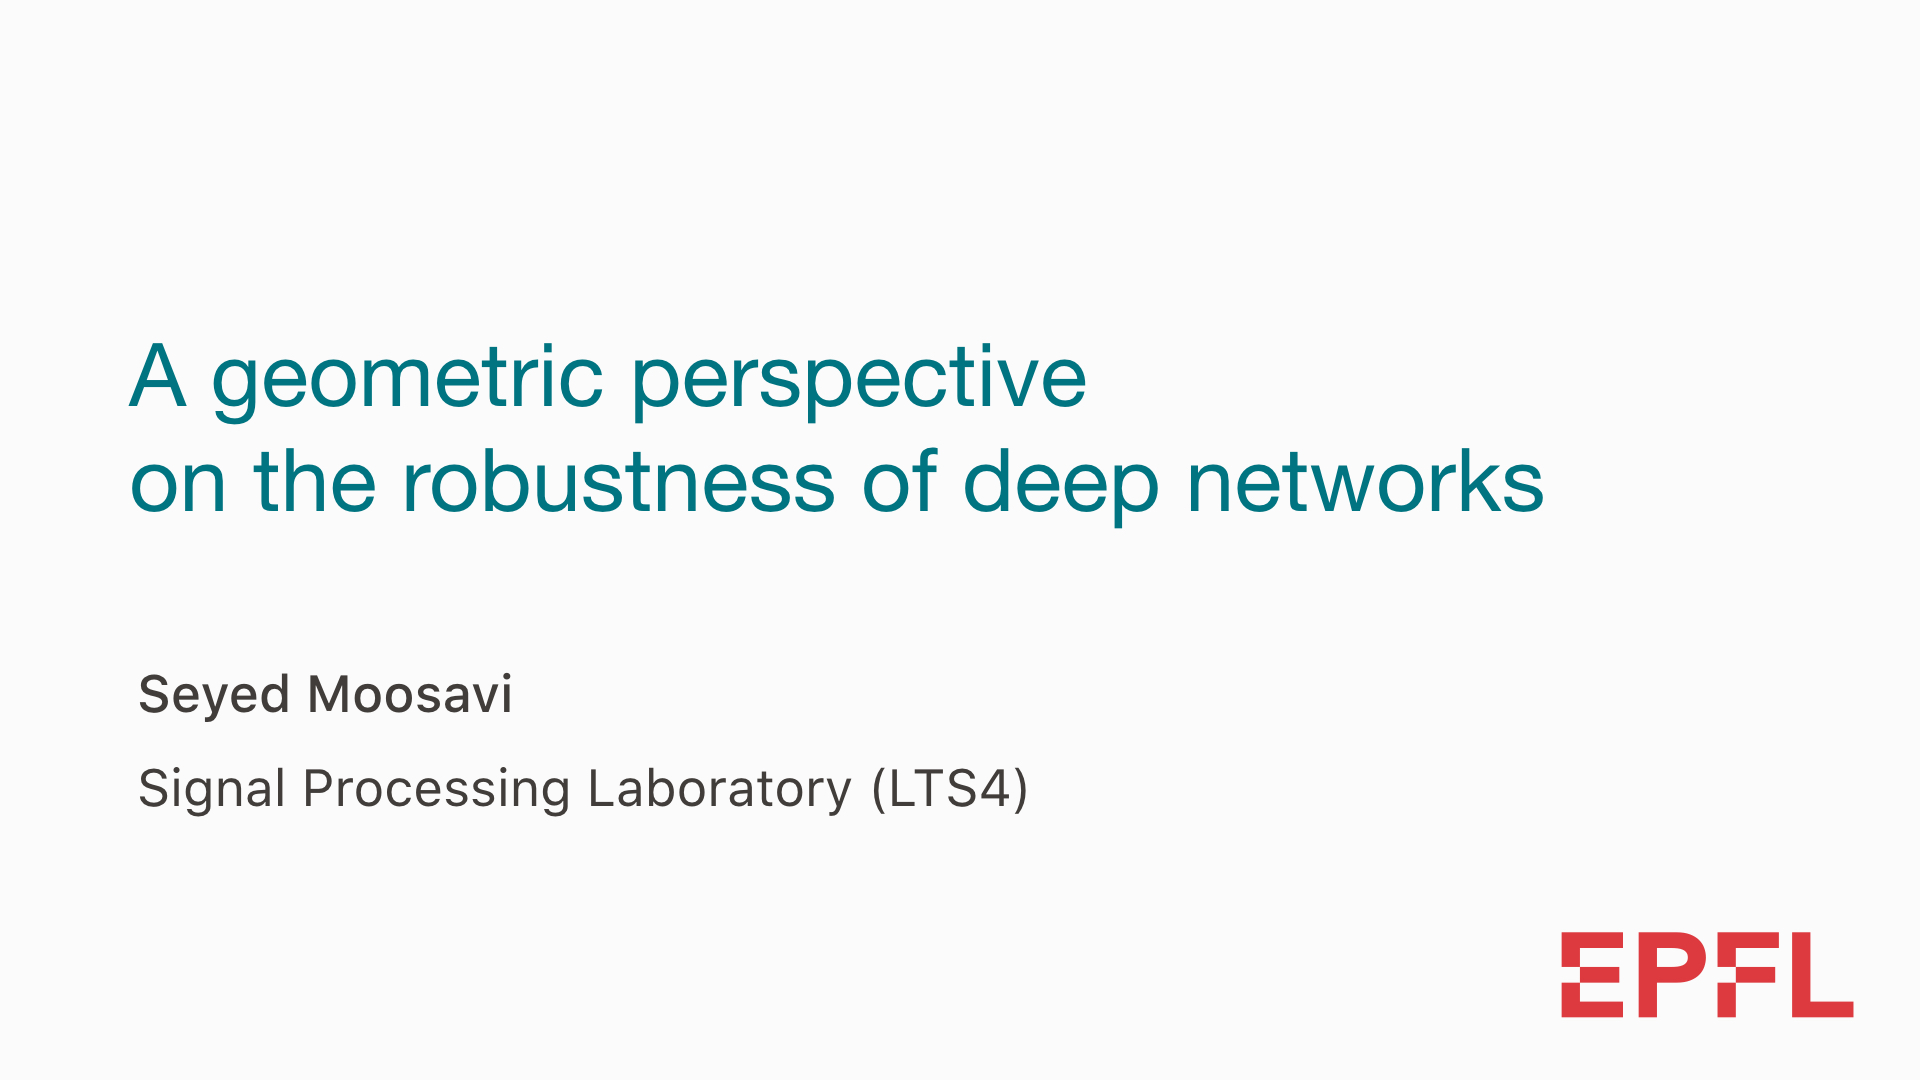 A geometric perspective
on the robustness of deep networks
Seyed Moosavi
Signal Processing Laboratory (LTS4)
EPFL